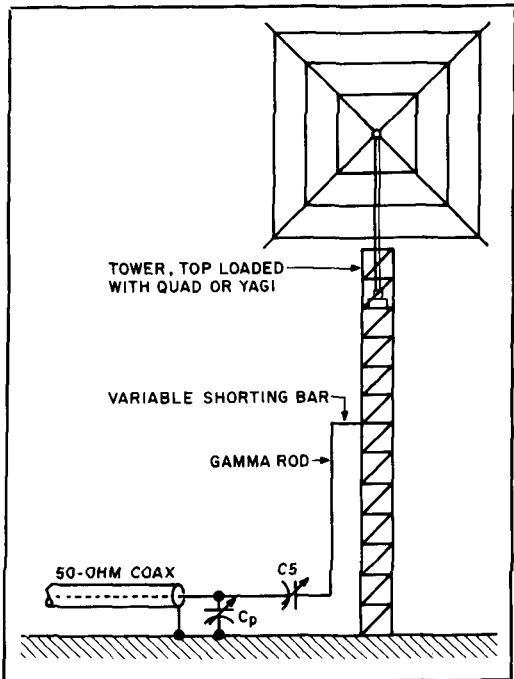 TOWER, TOP LOADED
WITH QUAD OR YAGI
VARIABLE SHORTING BAR
GAMMA ROD
50-OHM COAX
C5
Cp